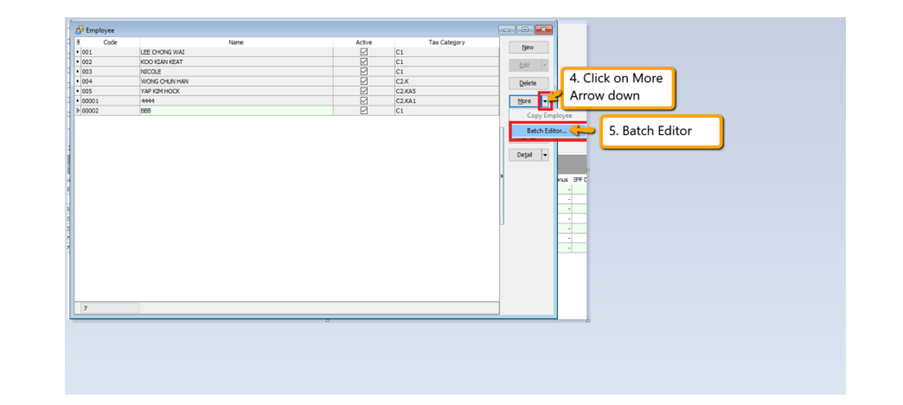 Employee
Code Name Active Tax Category
001 LEE CHONG WAI C1
002 KOO KIAN KEAT C1
003 NICOLE C1
004 WONG CHUN HAN C2.K
005 YAP KIM HOCK C2.KA5
00001 4444 C2.KA1
00002 BBB C1
7
New
Edit
Delete
More
Copy Employee
Batch Editor...
Detail
4. Click on More
Arrow down
5. Batch Editor